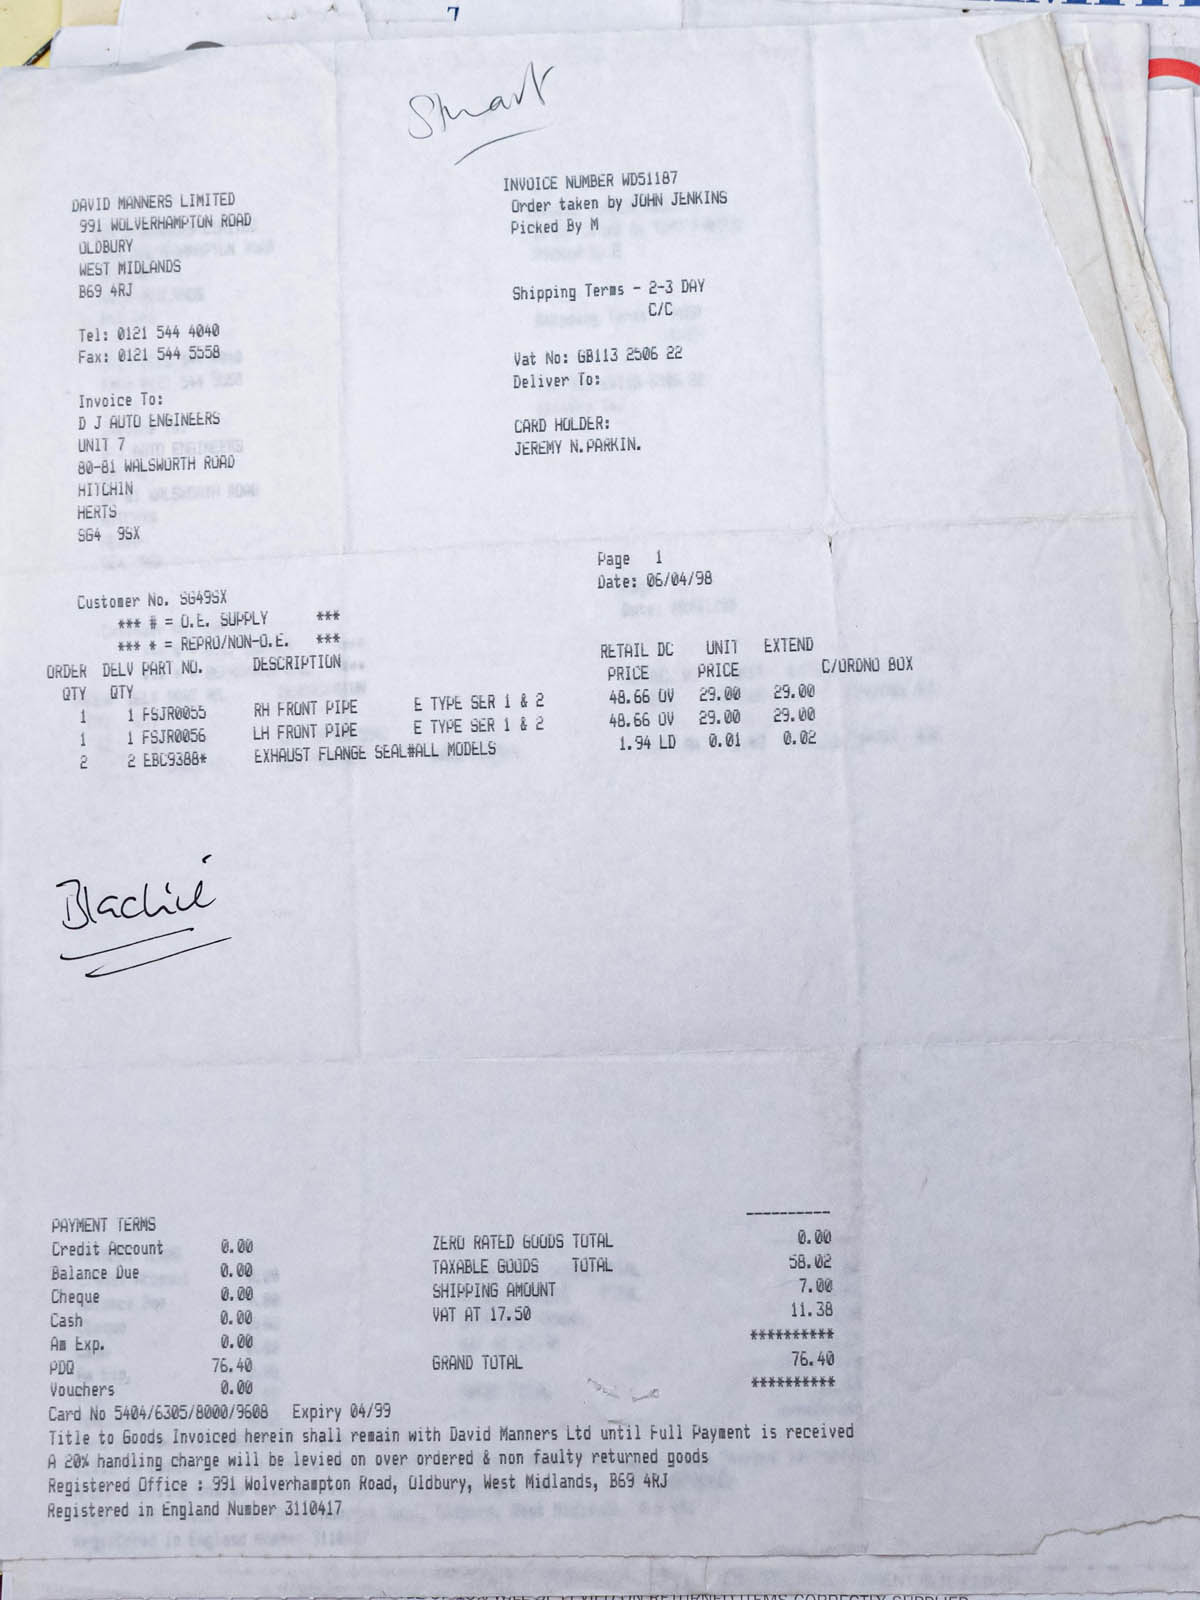 7
Stuart
DAVID MANNERS LIMITED
991 WOLVERHAMPTON ROAD
OLDBURY
WEST MIDLANDS
B69 4RJ
Tel: 0121 544 4040
Fax: 0121 544 5558
Invoice To:
D J AUTO ENGINEERS
UNIT 7
80-81 WALSWORTH ROAD
HITCHIN
HERTS
SG4 9SX
INVOICE NUMBER WD51187
Order taken by JOHN JENKINS
Picked By M
Shipping Terms - 2-3 DAY
C/C
Vat No: GB113 2506 22
Deliver To:
CARD HOLDER:
JEREMY N.PARKIN.
Page 1
Date: 06/04/98
Customer No. SG49SX
*** # = O.E. SUPPLY ***
*** * = REPRO/NON-O.E. ***
ORDER DELV PART NO. DESCRIPTION RETAIL DC UNIT EXTEND
QTY QTY PRICE PRICE C/ORDNO BOX
1 1 FSJR0055 RH FRONT PIPE E TYPE SER 1 & 2 48.66 OV 29.00 29.00
1 1 FSJR0056 LH FRONT PIPE E TYPE SER 1 & 2 48.66 OV 29.00 29.00
2 2 EBC9388* EXHAUST FLANGE SEAL#ALL MODELS 1.94 LD 0.01 0.02
PAYMENT TERMS
Credit Account 0.00 ZERO RATED GOODS TOTAL 0.00
Balance Due 0.00 TAXABLE GOODS TOTAL 58.02
Cheque 0.00 SHIPPING AMOUNT 7.00
Cash 0.00 VAT AT 17.50 11.38
Am Exp. 0.00 **********
PDQ 76.40 GRAND TOTAL 76.40
Vouchers 0.00 **********
Card No 5404/6305/8000/9608 Expiry 04/99
Title to Goods Invoiced herein shall remain with David Manners Ltd until Full Payment is received
A 20% handling charge will be levied on over ordered & non faulty returned goods
Registered Office : 991 Wolverhampton Road, Oldbury, West Midlands, B69 4RJ
Registered in England Number 3110417